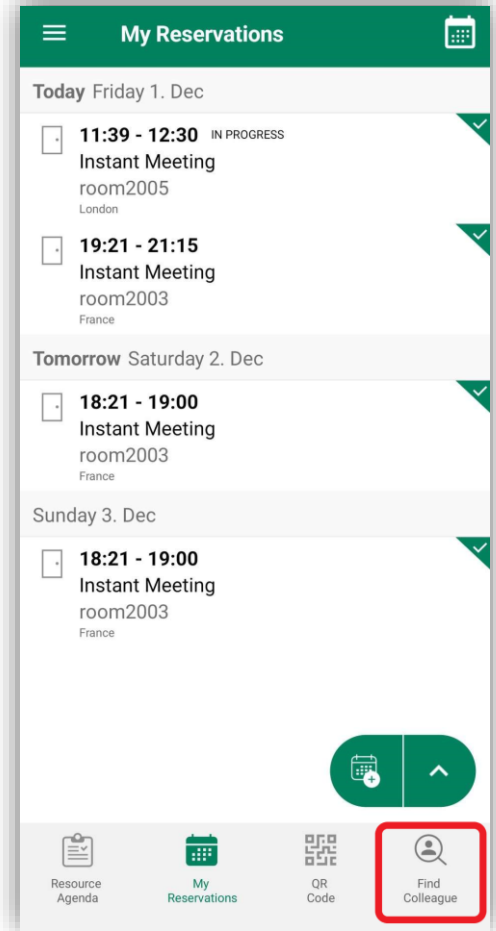 My Reservations
Today Friday 1. Dec
11:39 - 12:30 IN PROGRESS
Instant Meeting
room2005
London
19:21 - 21:15
Instant Meeting
room2003
France
Tomorrow Saturday 2. Dec
18:21 - 19:00
Instant Meeting
room2003
France
Sunday 3. Dec
18:21 - 19:00
Instant Meeting
room2003
France
Resource
Agenda
My
Reservations
QR
Code
Find
Colleague